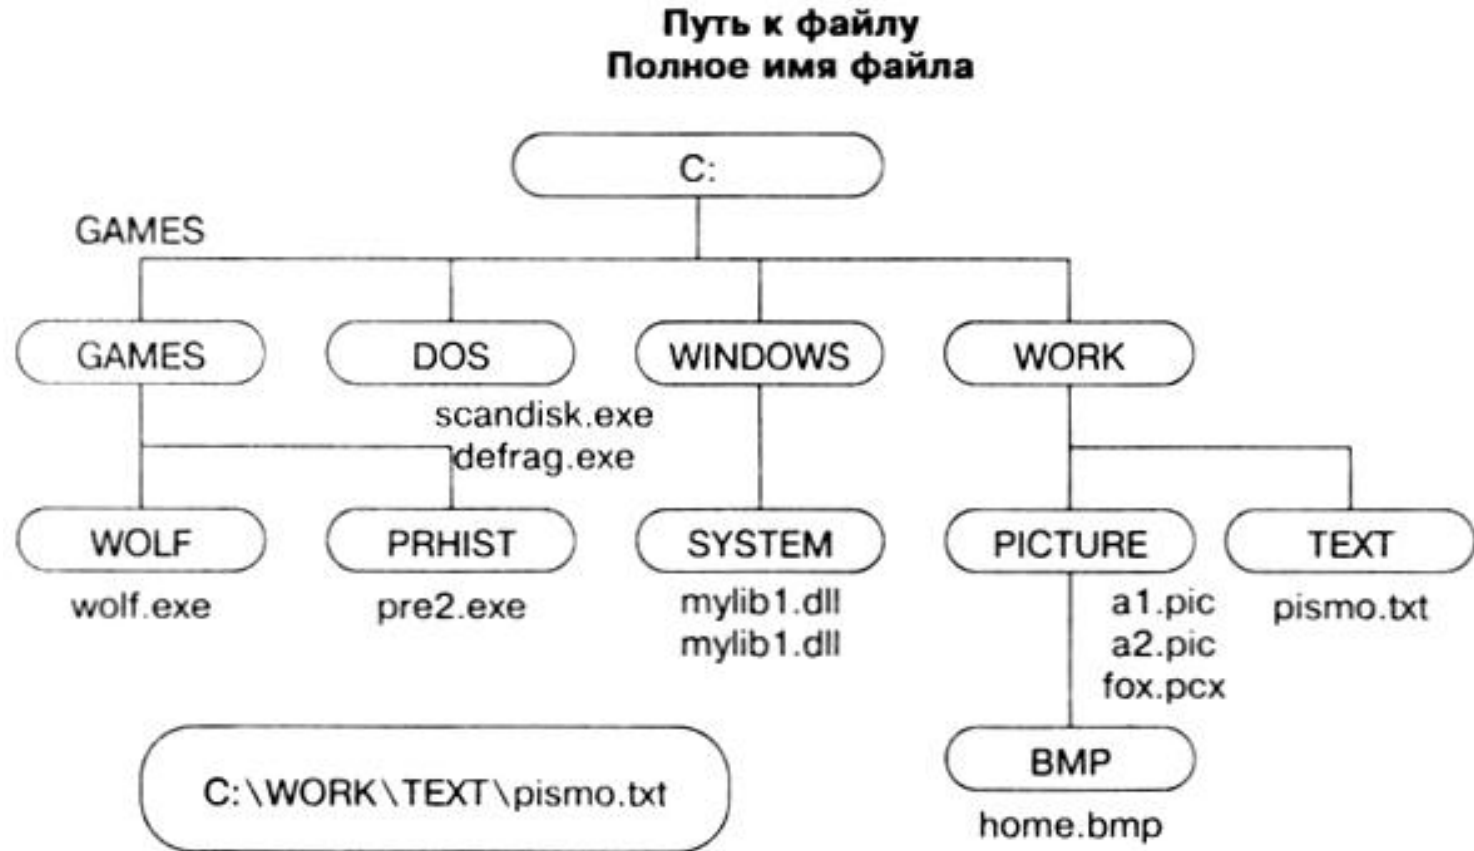 Путь к файлу
Полное имя файла
C:
GAMES
GAMES
DOS
WINDOWS
WORK
scandisk.exe
defrag.exe
WOLF
PRHIST
SYSTEM
PICTURE
TEXT
wolf.exe
pre2.exe
mylib1.dll
mylib1.dll
a1.pic
a2.pic
fox.pcx
pismo.txt
BMP
home.bmp
C:\WORK\TEXT\pismo.txt